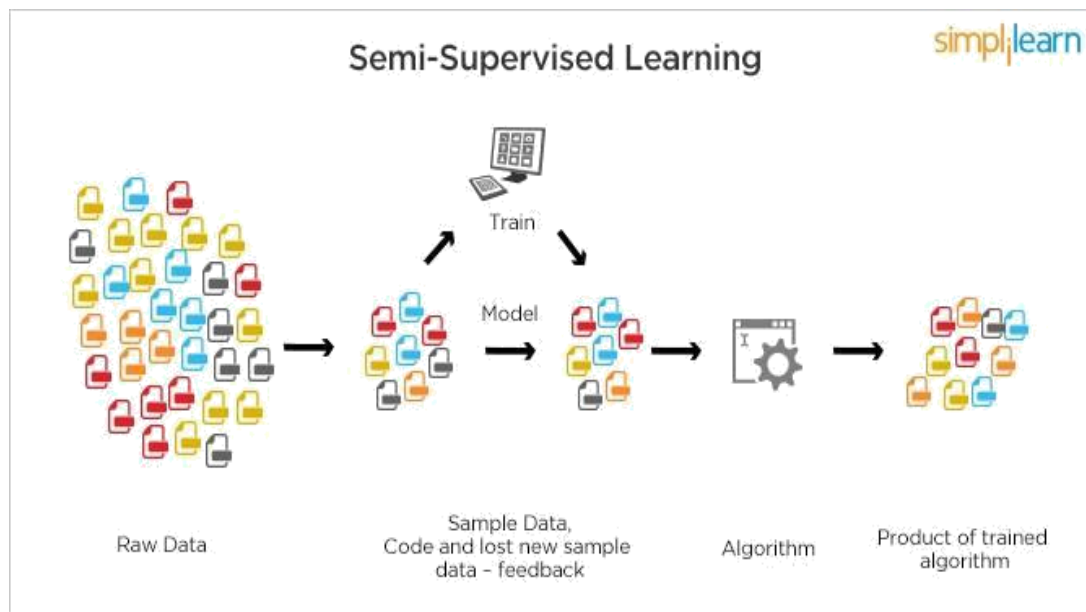 Semi-Supervised Learning
simplilearn
Train
Model
Raw Data
Sample Data,
Code and lost new sample
data – feedback
Algorithm
Product of trained
algorithm